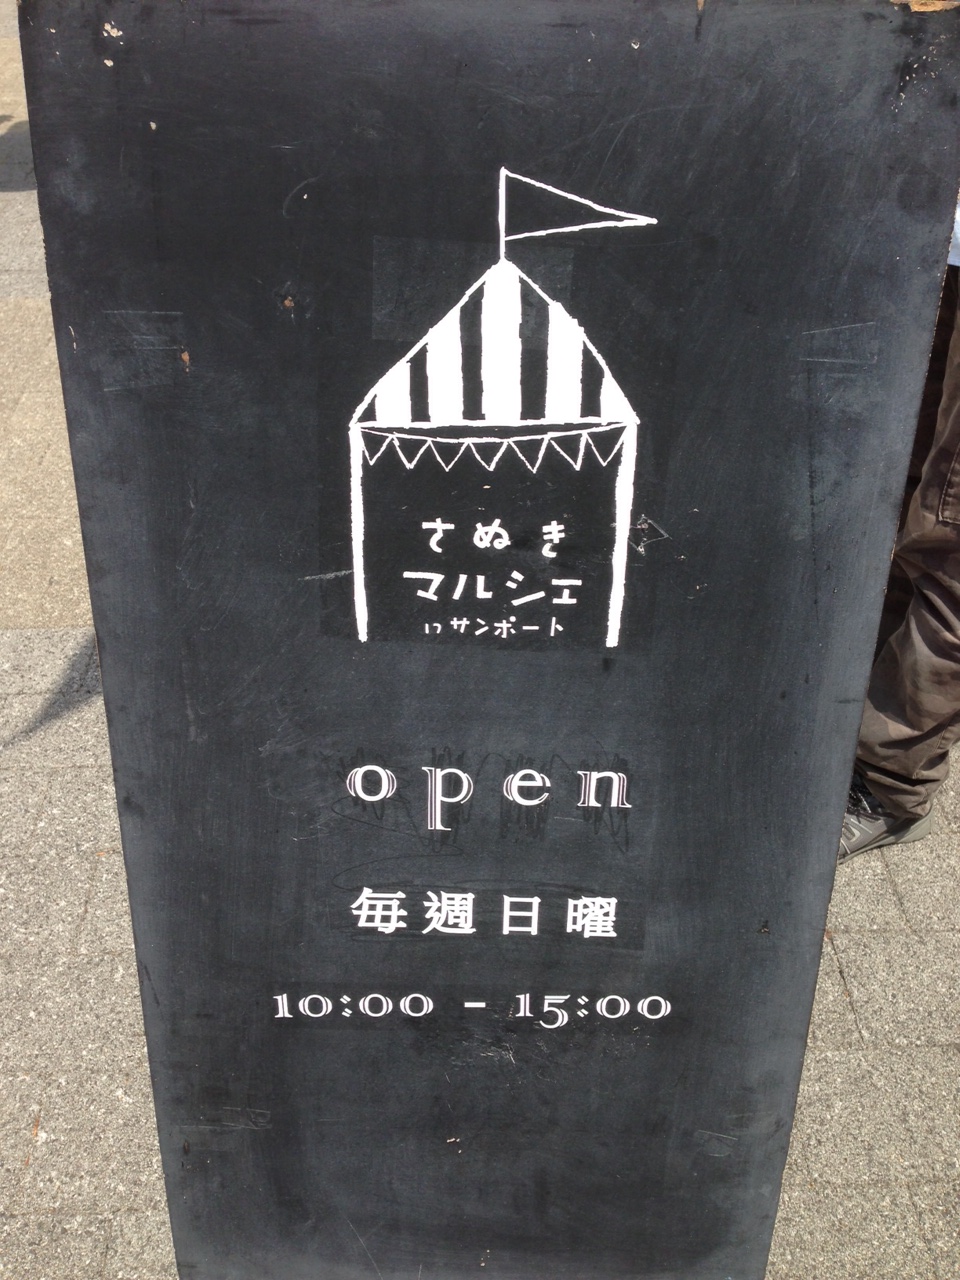 さぬき
マルシェ
inサンポート
open
毎週日曜
10:00 - 15:00